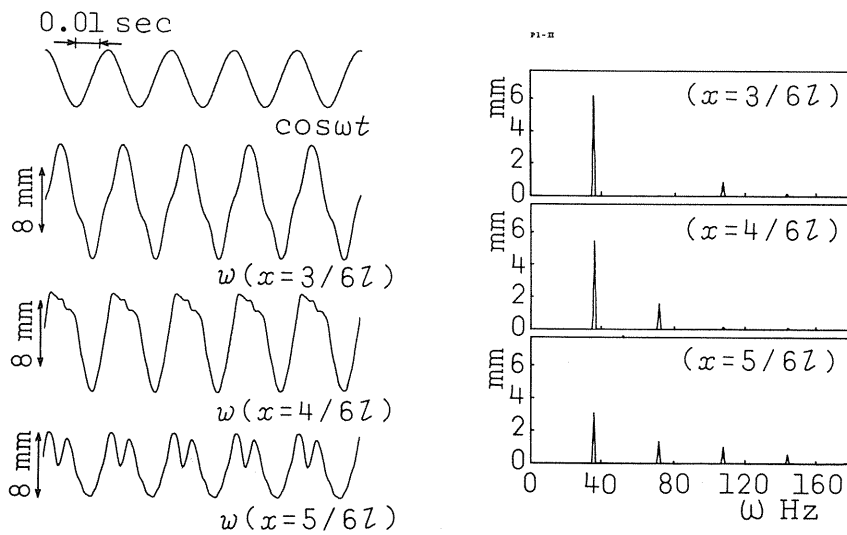 0.01 sec
cosωt
8 mm
w(x=3/6l)
8 mm
w(x=4/6l)
8 mm
w(x=5/6l)
P1-II
mm
6
4
2
0
(x=3/6l)
mm
6
4
2
0
(x=4/6l)
mm
6
4
2
0
(x=5/6l)
0 40 80 120 160
ω Hz